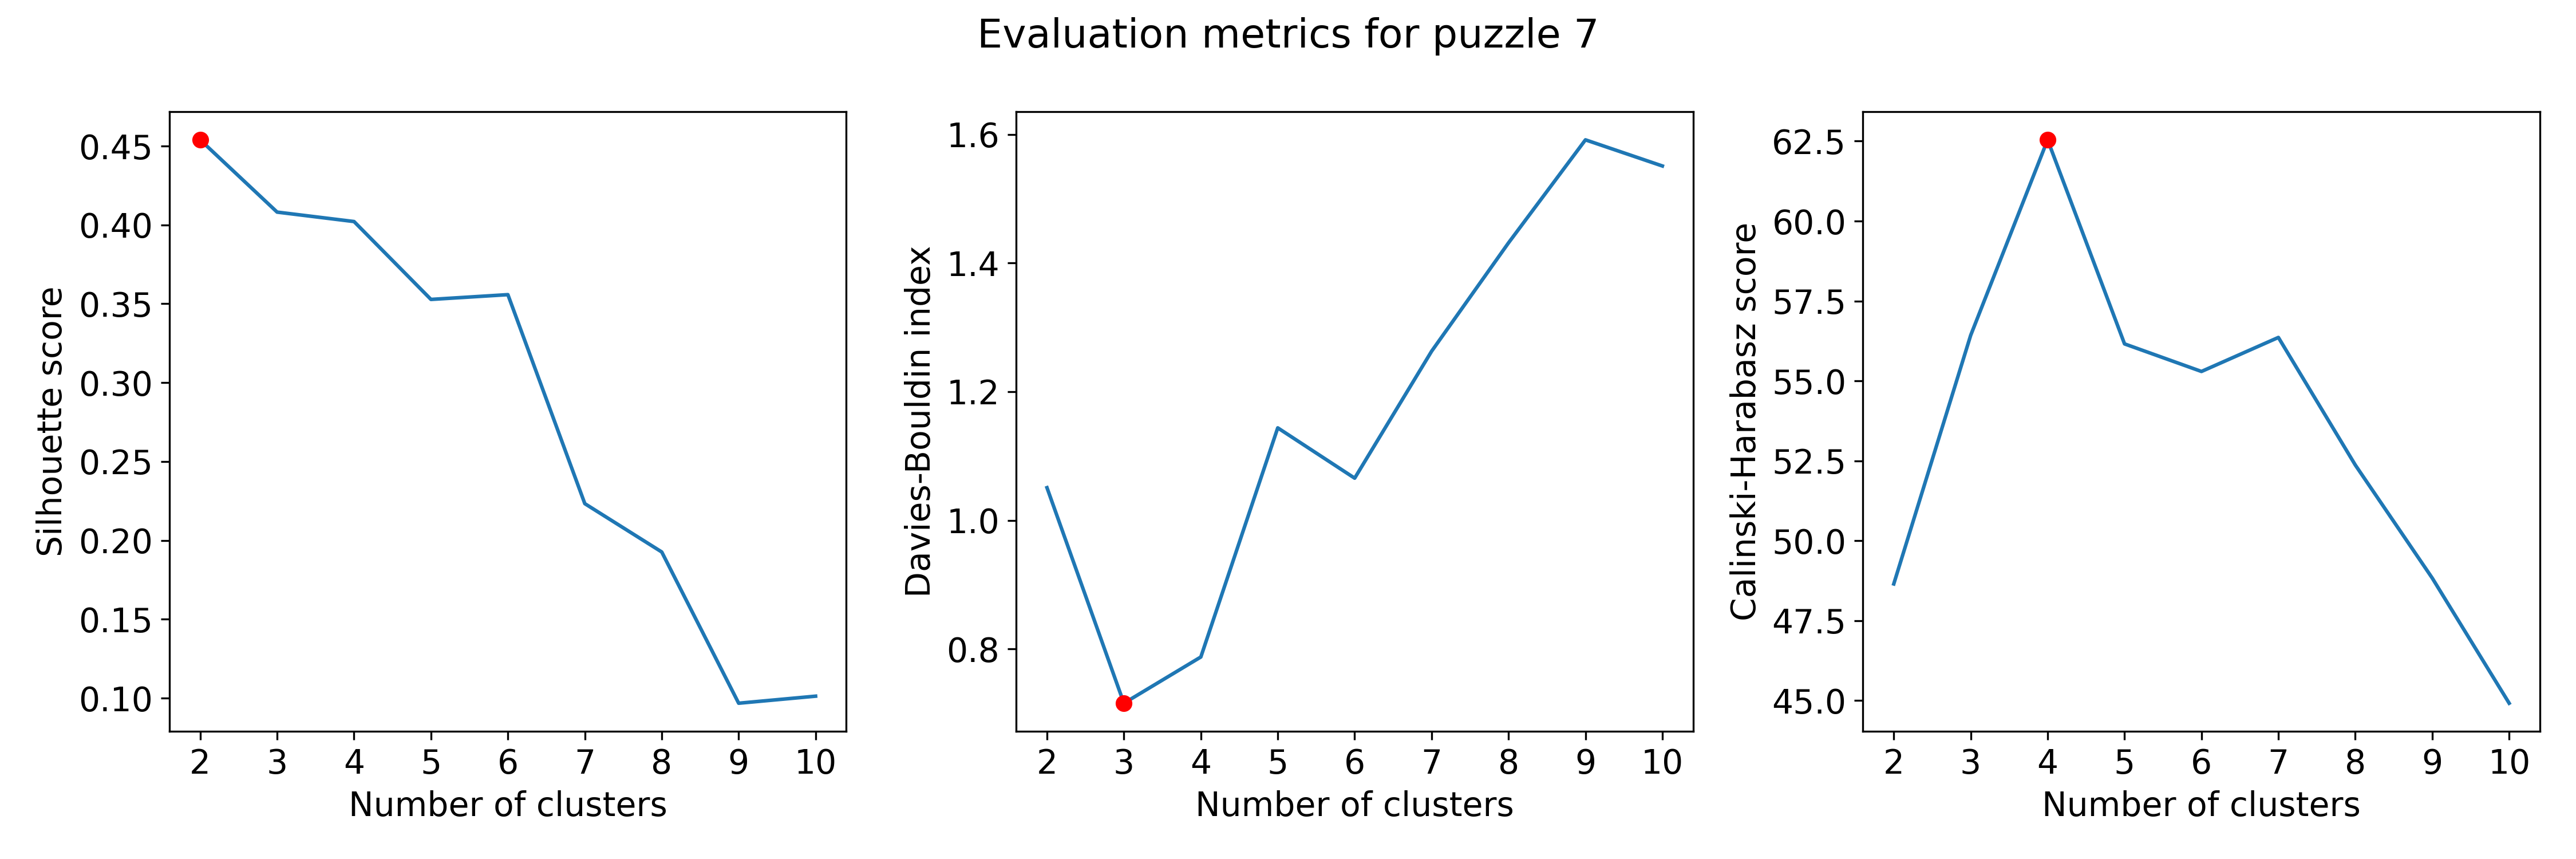 Evaluation metrics for puzzle 7
Silhouette score
0.45
0.40
0.35
0.30
0.25
0.20
0.15
0.10
2 3 4 5 6 7 8 9 10
Number of clusters
Davies-Bouldin index
1.6
1.4
1.2
1.0
0.8
2 3 4 5 6 7 8 9 10
Number of clusters
Calinski-Harabasz score
62.5
60.0
57.5
55.0
52.5
50.0
47.5
45.0
2 3 4 5 6 7 8 9 10
Number of clusters